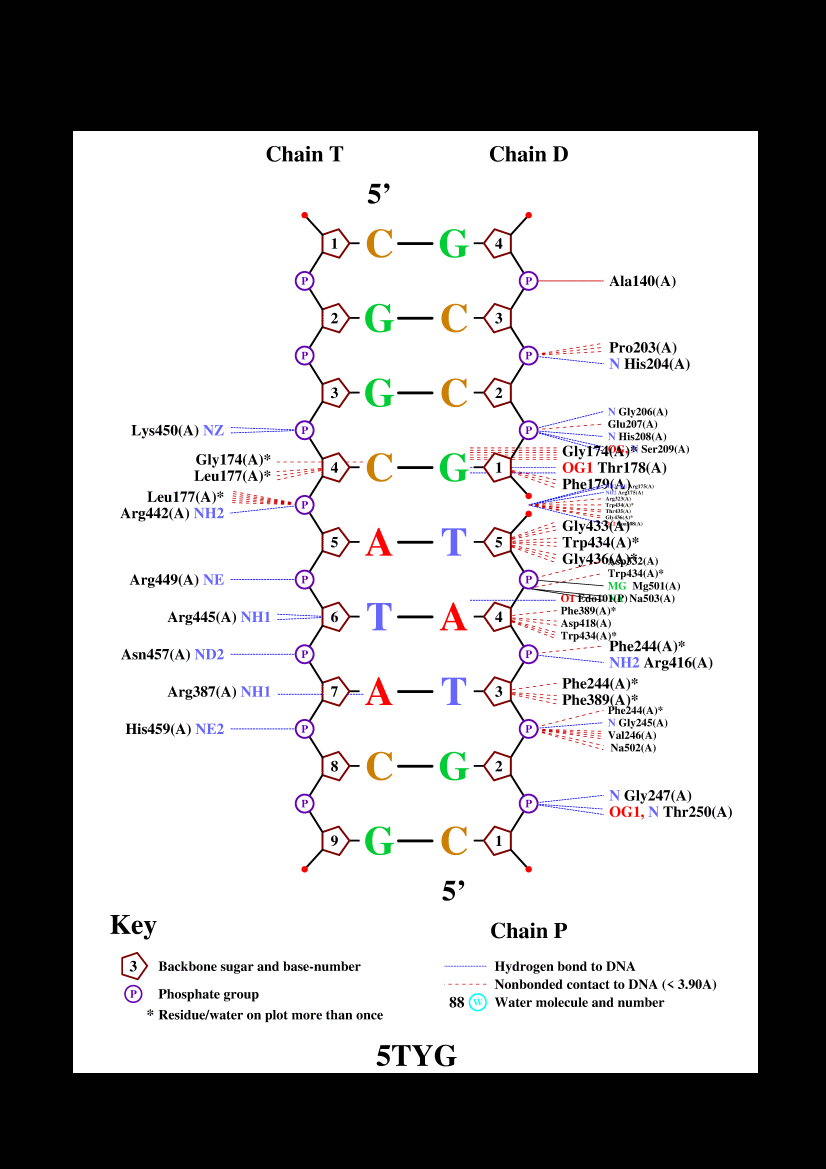 Chain T Chain D
5’
1 C G 4
P P Ala140(A)
2 G C 3
Pro203(A)
P P
N His204(A)
3 G C 2
N Gly206(A)
Glu207(A)
Lys450(A) NZ P P
N His208(A)
Ser209(A)
Gly174(A)* Gly174(A)*
4 C G 1 OG1 Thr178(A)
Leu177(A)*
Phe179(A)
Leu177(A)*
Arg442(A) NH2 P
Gly433(A)
5 A T 5 Trp434(A)*
Gly436(A)*
Trp434(A)*
Arg449(A) NE P P
MG Mg501(A)
O1 Edo101(P) Na503(A)
Phe389(A)*
Arg445(A) NH1 6 T A 4
Asp418(A)
Trp434(A)*
Phe244(A)*
Asn457(A) ND2 P P
NH2 Arg416(A)
Phe244(A)*
Arg387(A) NH1 7 A T 3
Phe389(A)*
Phe244(A)*
N Gly245(A)
His459(A) NE2 P P
Val246(A)
Na502(A)
8 C G 2
N Gly247(A)
P P
OG1, N Thr250(A)
9 G C 1
5’
Key
Chain P
3 Backbone sugar and base-number
P Phosphate group
* Residue/water on plot more than once
Hydrogen bond to DNA
Nonbonded contact to DNA (< 3.90A)
88 W Water molecule and number
5TYG